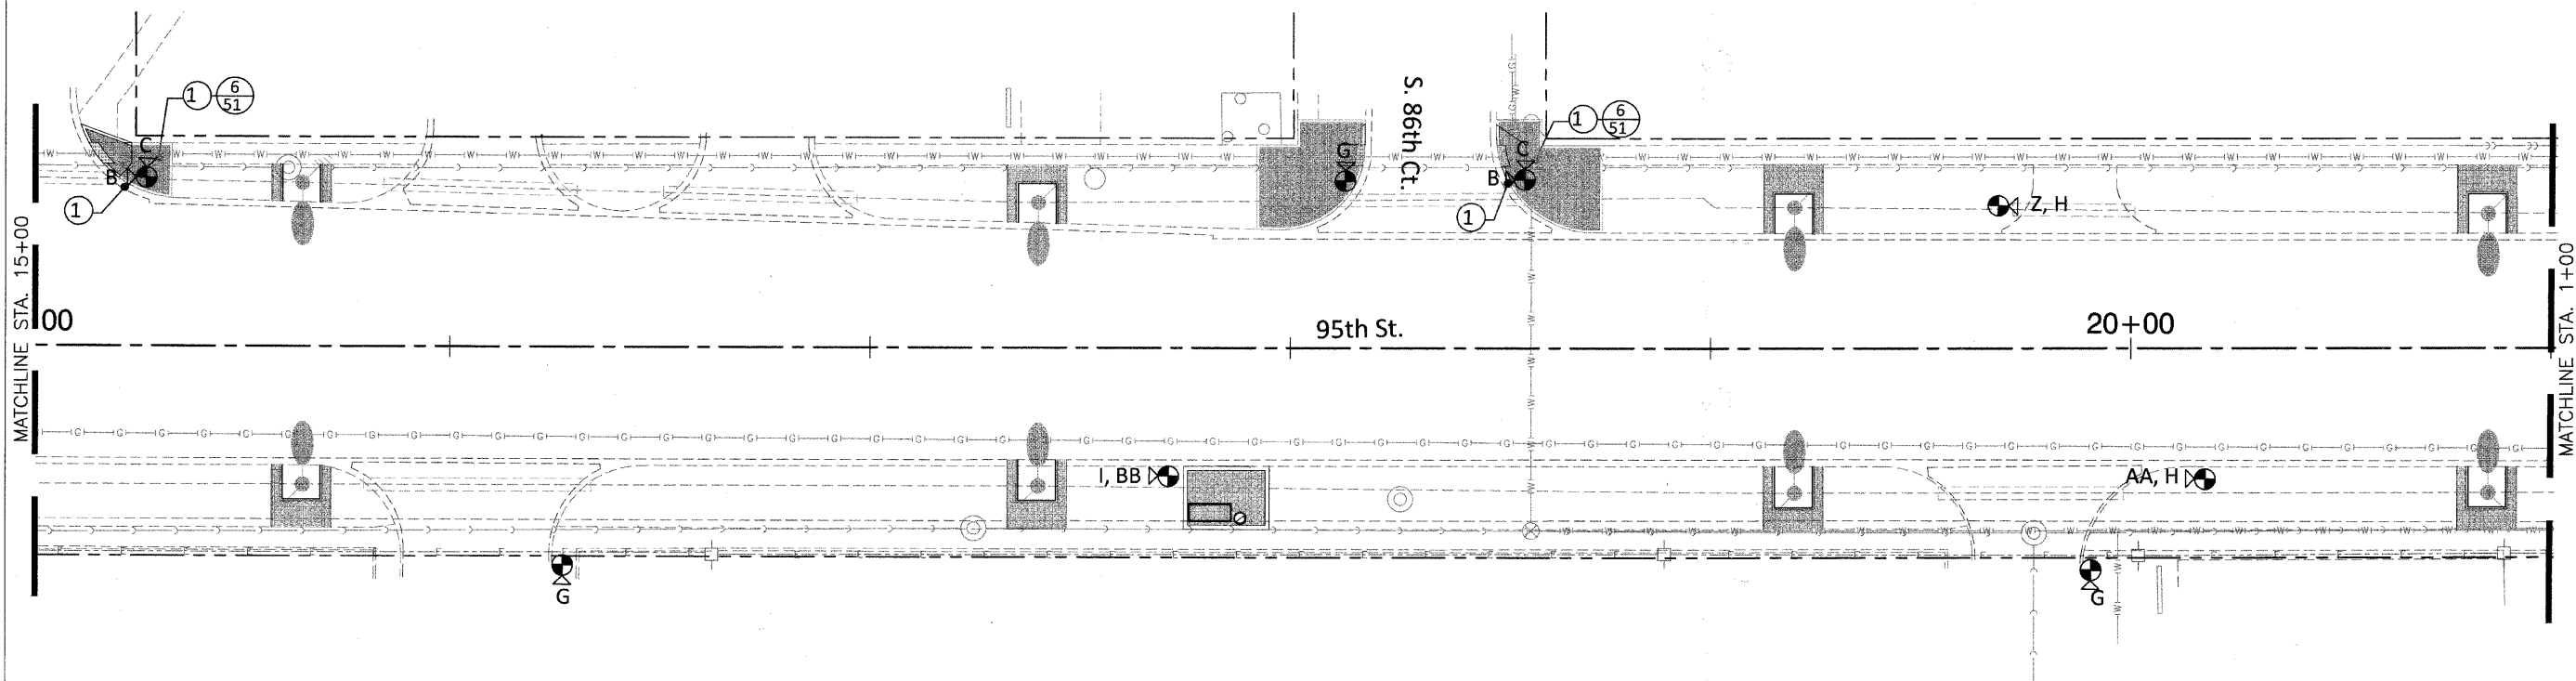 MATCHLINE STA. 15+00
00
1
6
51
C
B
1
S. 86th Ct.
G
C
B
1
6
51
1
Z, H
95th St.
20+00
MATCHLINE STA. 1+00
I, BB
AA, H
G
G
W W W W W W W W
G G G G G G G G